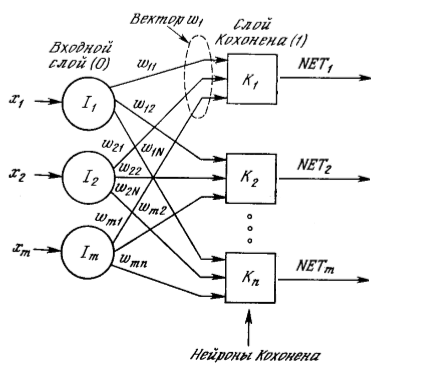 Вектор w₁
Слой
Кохонена (1)
Входной
слой (0)
w₁₁
NET₁
x₁
I₁
w₁₂
K₁
w₂₁
w₁N
x₂
I₂
w₂₂
w₂N
K₂
NET₂
wₘ₁
wₘ₂
xₘ
Iₘ
wₘₙ
Kₙ
NETₘ
Нейроны Кохонена